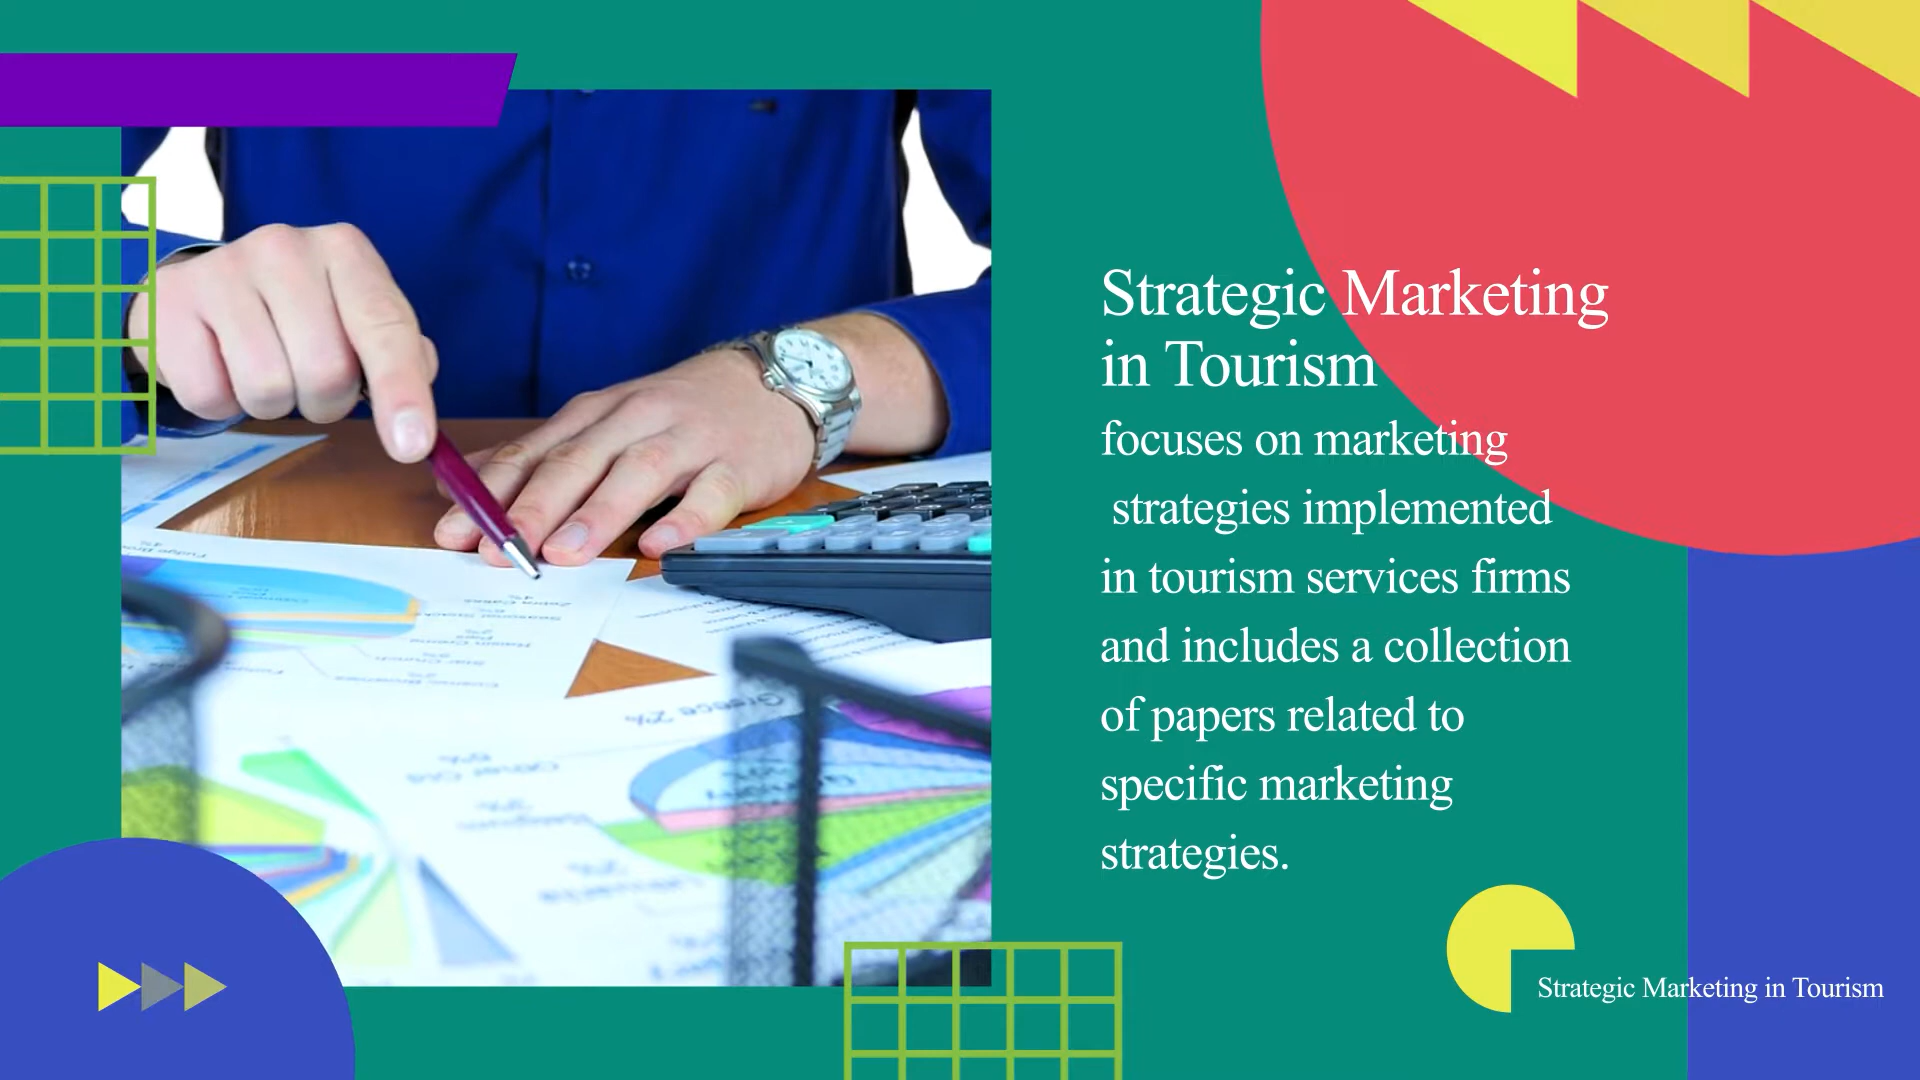 Strategic Marketing
in Tourism
focuses on marketing
strategies implemented
in tourism services firms
and includes a collection
of papers related to
specific marketing
strategies.
Strategic Marketing in Tourism